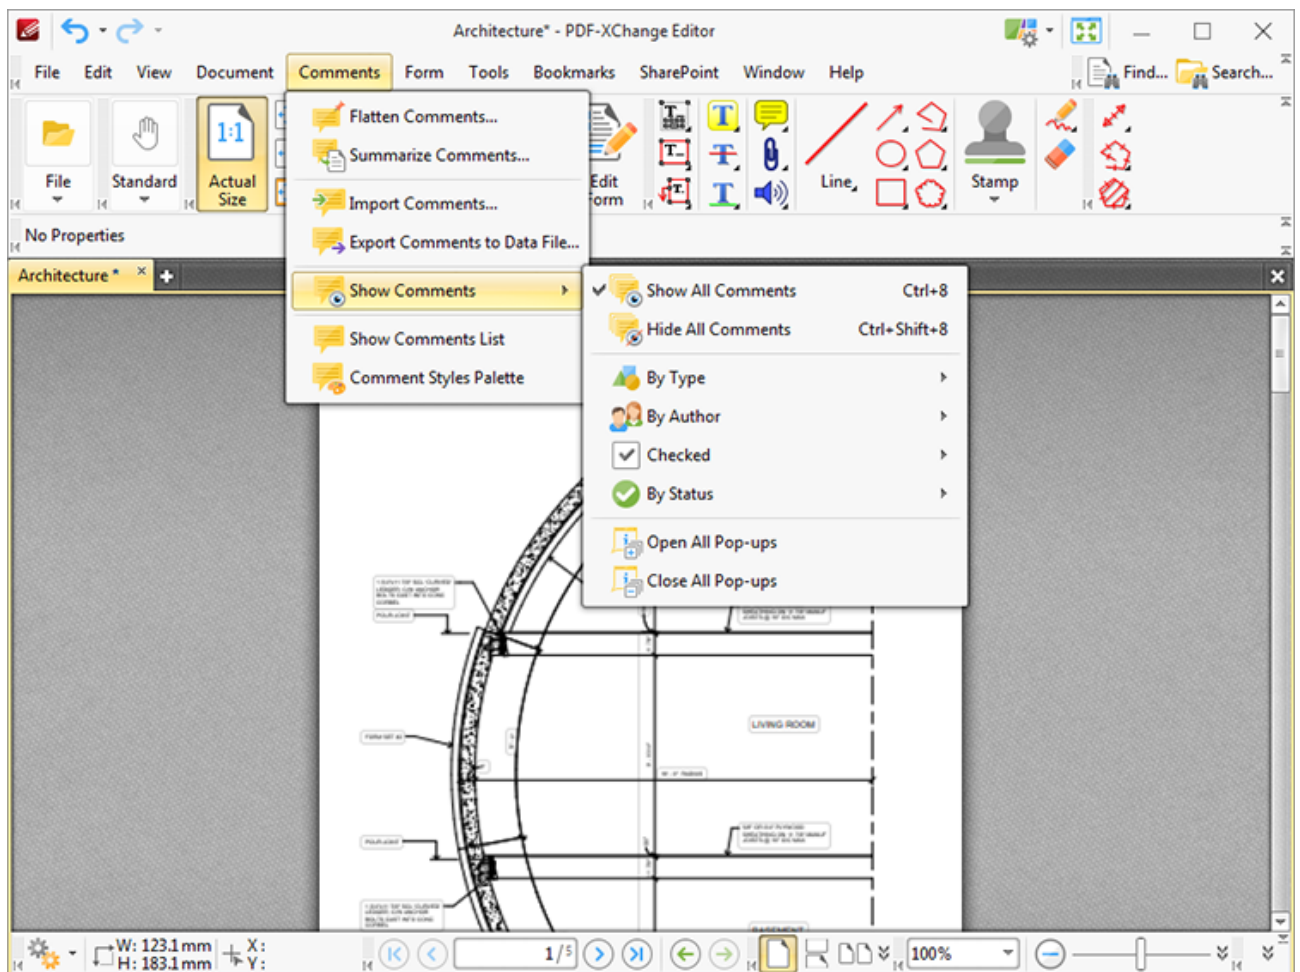 Architecture* - PDF-XChange Editor
File Edit View Document Comments Form Tools Bookmarks SharePoint Window Help
Find... Search...
File
Standard
Actual
Size
Edit
Form
Line
Stamp
1:1
No Properties
Architecture *
Flatten Comments...
Summarize Comments...
Import Comments...
Export Comments to Data File...
Show Comments
Show Comments List
Comment Styles Palette
Show All Comments Ctrl+8
Hide All Comments Ctrl+Shift+8
By Type
By Author
Checked
By Status
Open All Pop-ups
Close All Pop-ups
LIVING ROOM
BASEMENT
W: 123.1 mm
H: 183.1 mm
X:
Y:
1/5
100%